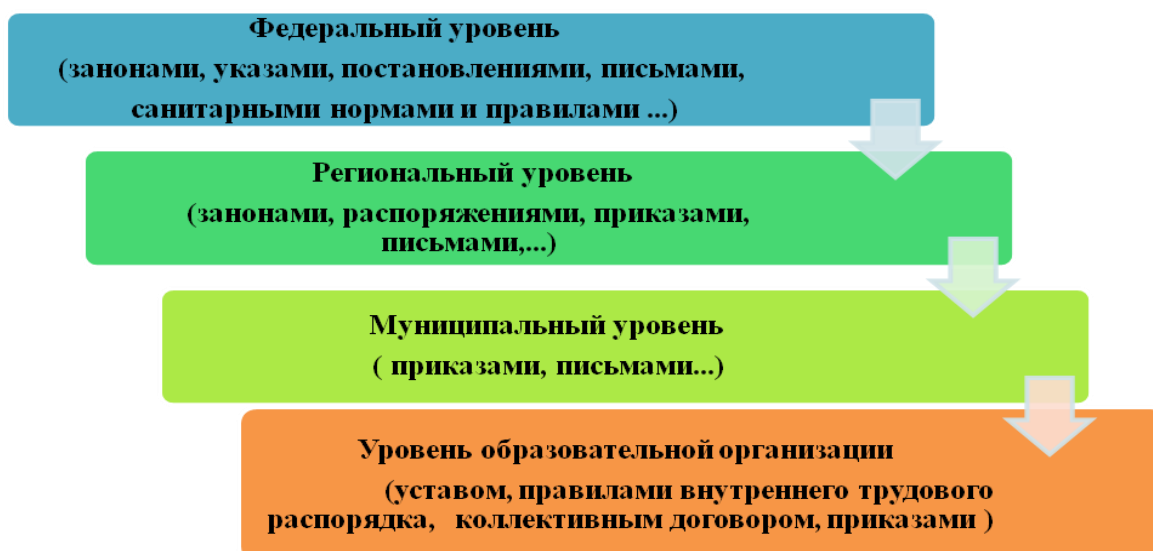 Федеральный уровень
(занонами, указами, постановлениями, письмами,
санитарными нормами и правилами ...)
Региональный уровень
(занонами, распоряжениями, приказами,
письмами,...)
Муниципальный уровень
( приказами, письмами...)
Уровень образовательной организации
(уставом, правилами внутреннего трудового
распорядка, коллективным договором, приказами )